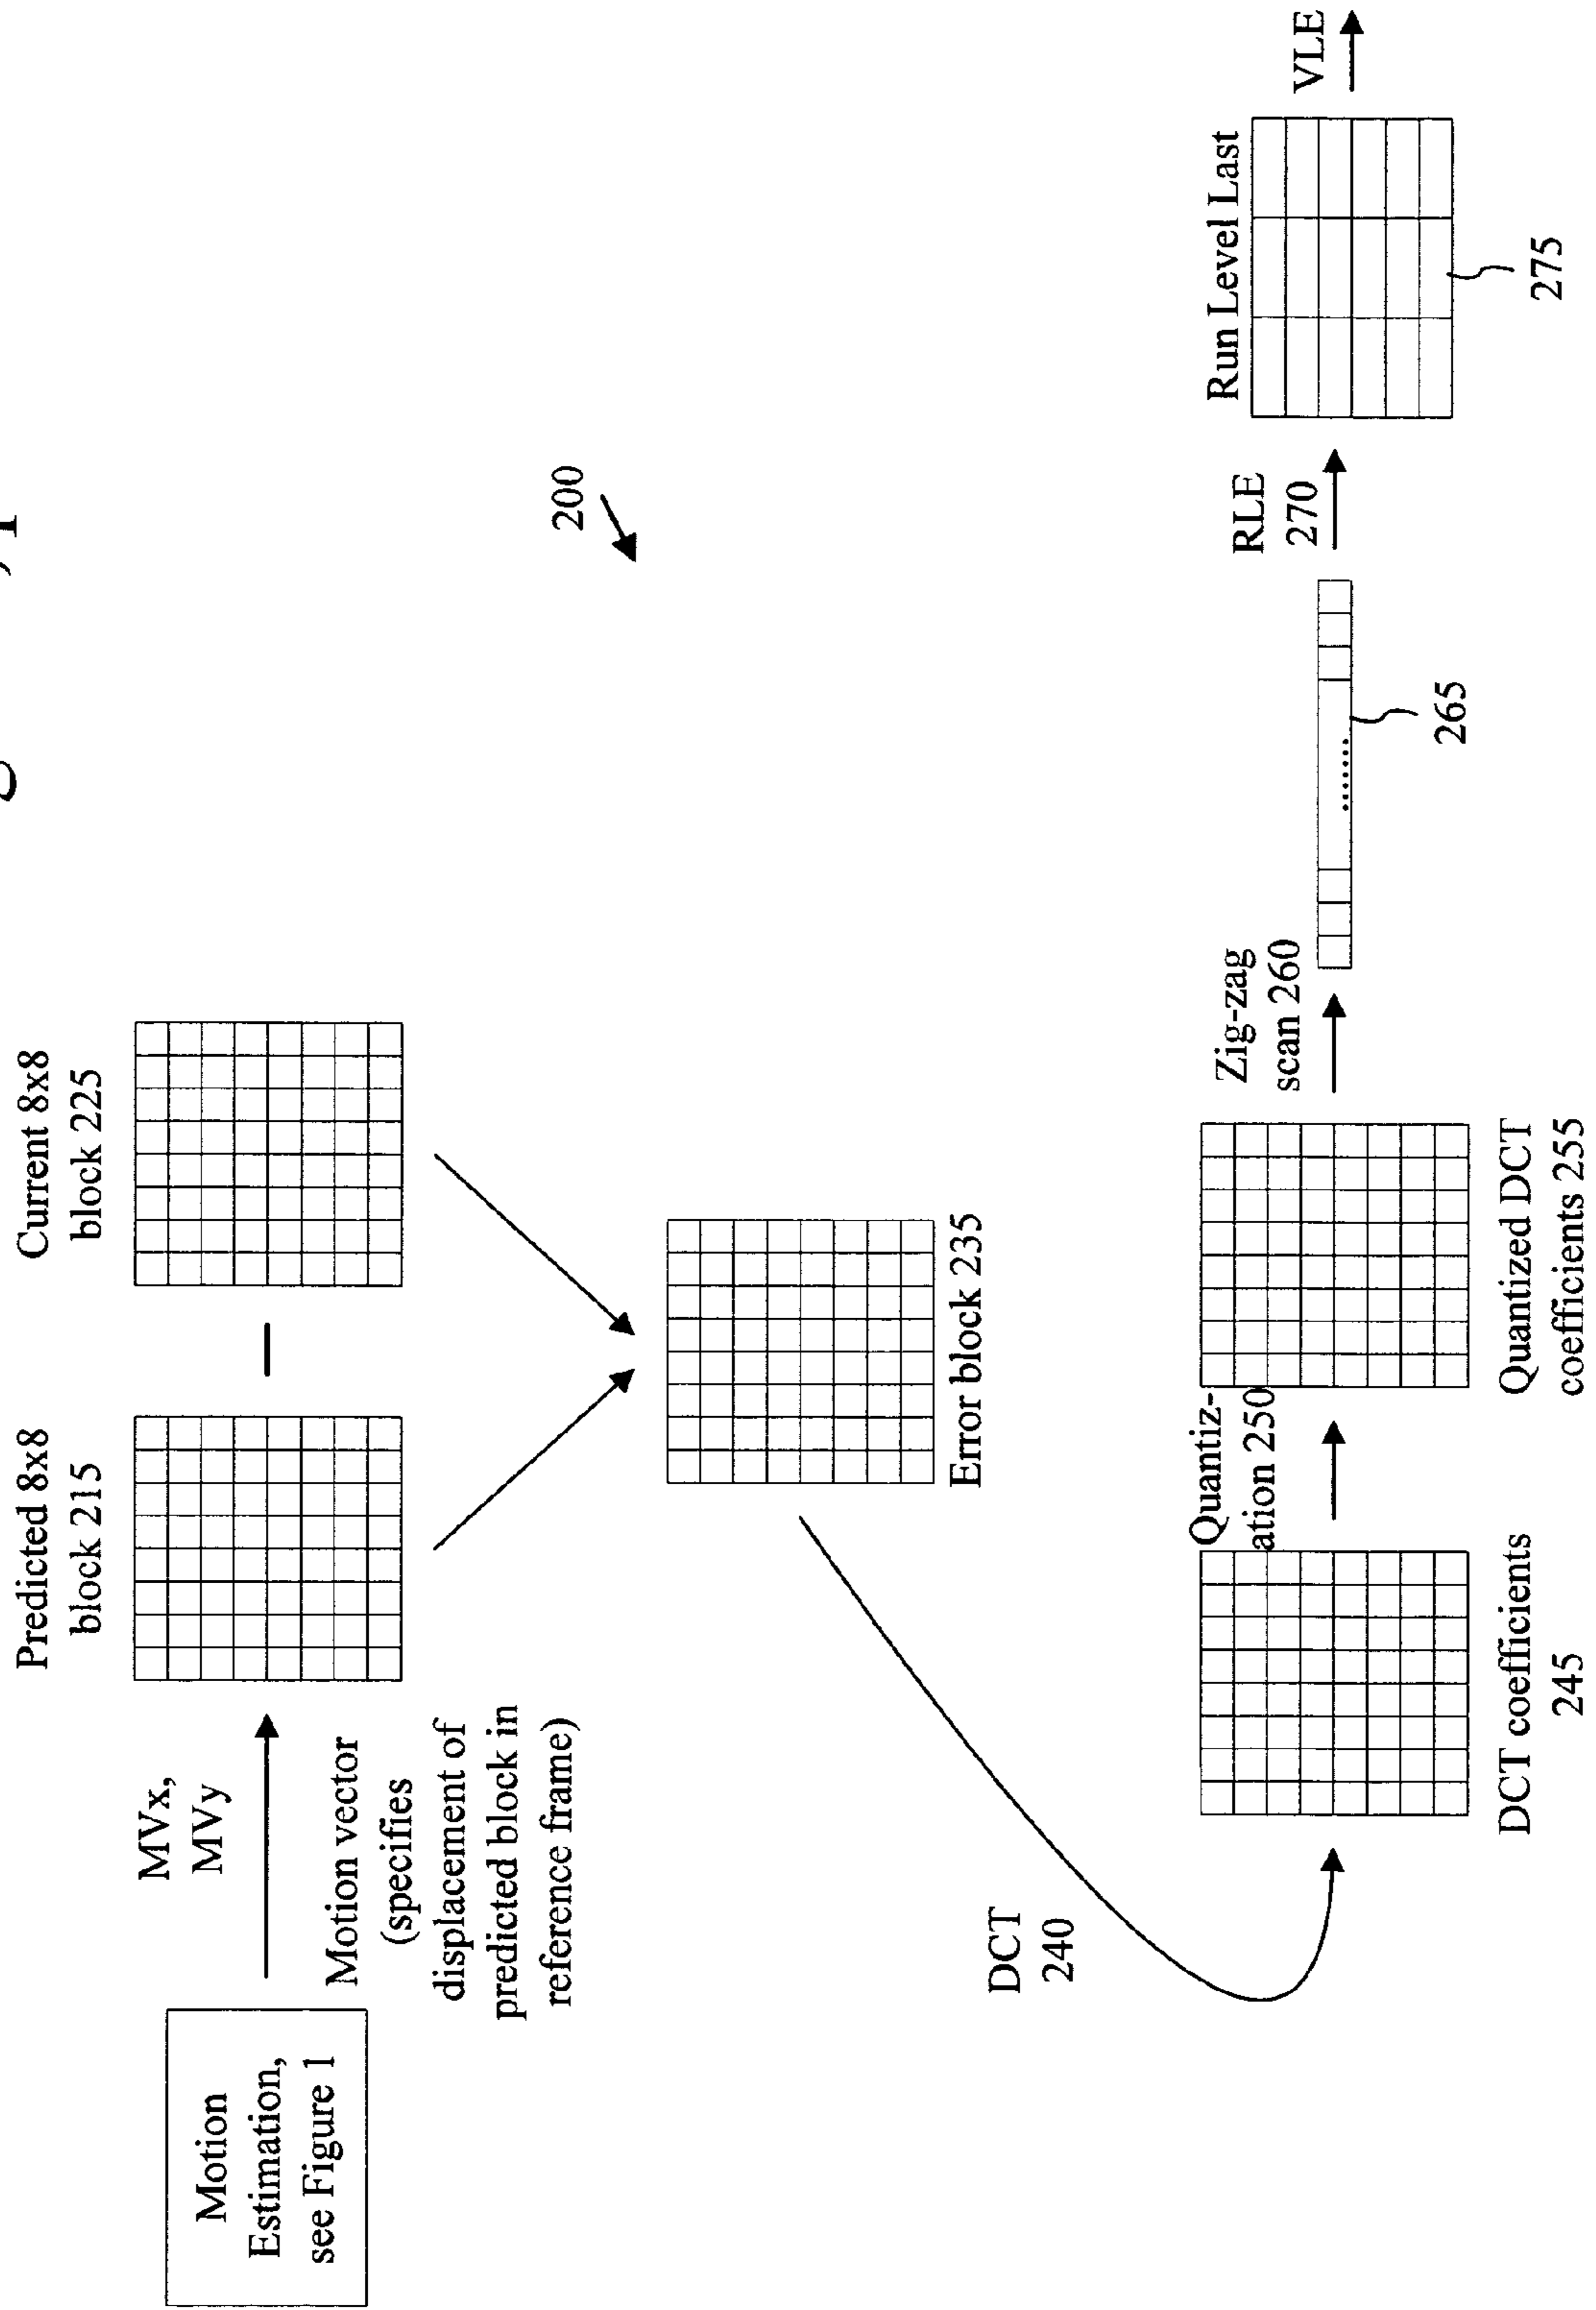 Motion
Estimation,
see Figure 1
MVx,
MVy
Motion vector
(specifies
displacement of
predicted block in
reference frame)
Predicted 8x8
block 215
Current 8x8
block 225
Error block 235
200
DCT
240
DCT coefficients
245
Quantiz-
ation 250
Quantized DCT
coefficients 255
Zig-zag
scan 260
265
RLE
270
Run Level Last
275
VLE